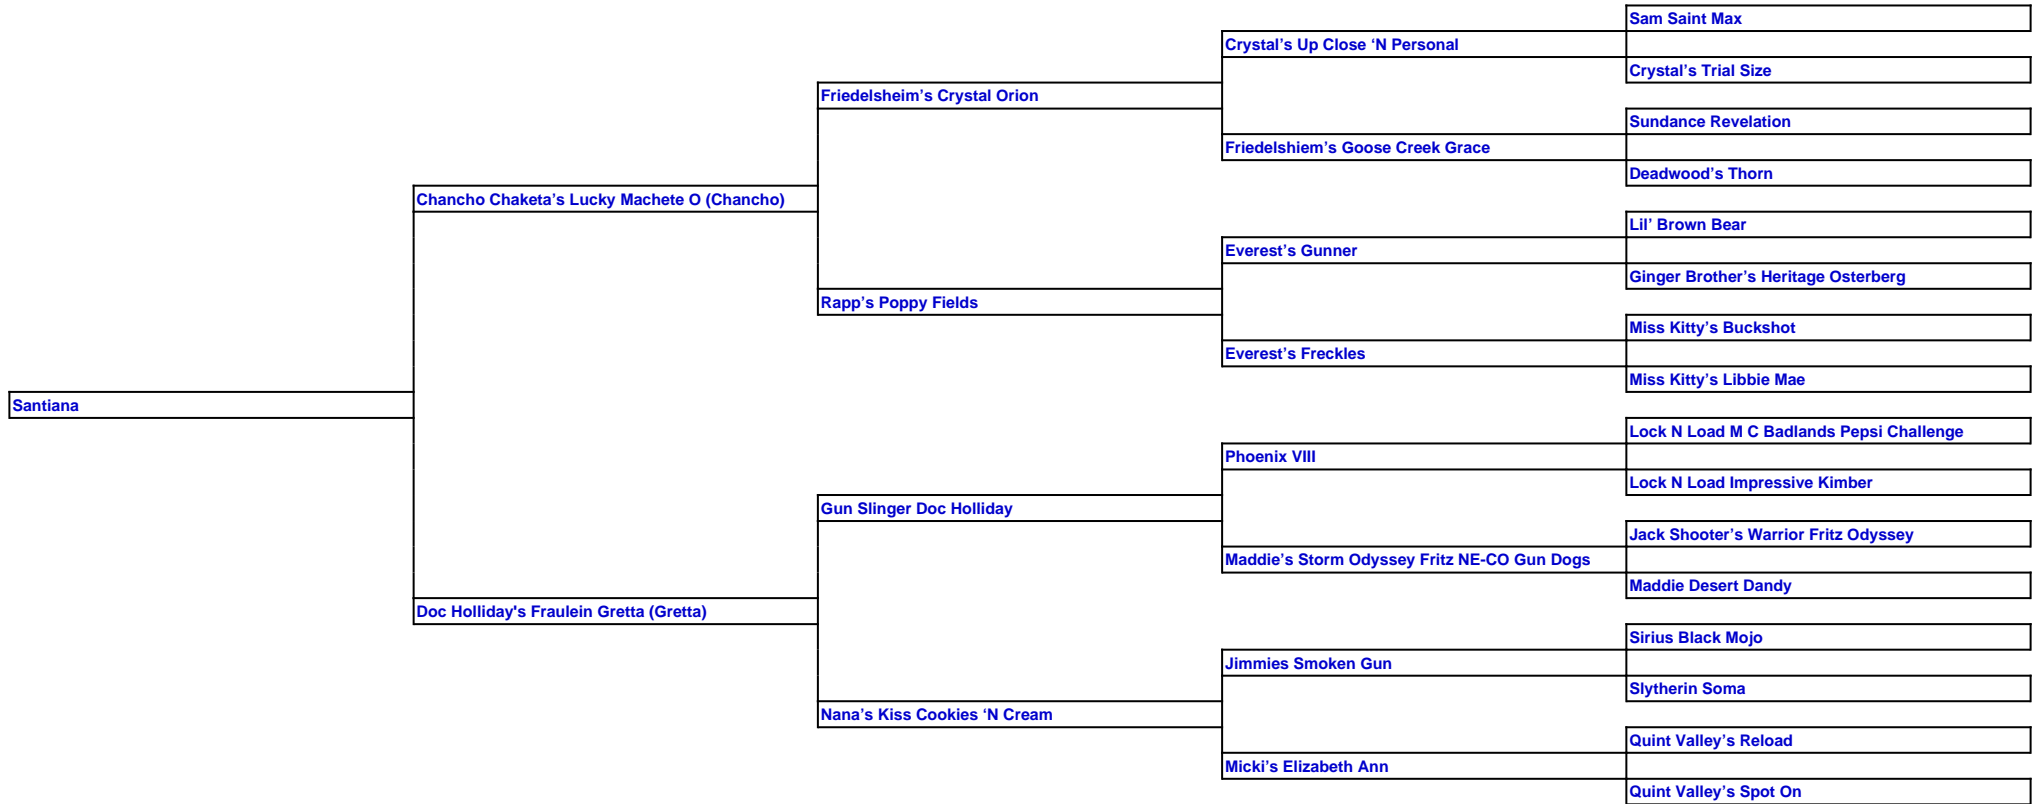 Sam Saint Max
Crystal’s Up Close ‘N Personal
Crystal’s Trial Size
Friedelsheim’s Crystal Orion
Sundance Revelation
Friedelshiem’s Goose Creek Grace
Deadwood’s Thorn
Chancho Chaketa’s Lucky Machete O (Chancho)
Lil’ Brown Bear
Everest’s Gunner
Ginger Brother’s Heritage Osterberg
Rapp’s Poppy Fields
Miss Kitty’s Buckshot
Everest’s Freckles
Miss Kitty’s Libbie Mae
Santiana
Lock N Load M C Badlands Pepsi Challenge
Phoenix VIII
Lock N Load Impressive Kimber
Gun Slinger Doc Holliday
Jack Shooter’s Warrior Fritz Odyssey
Maddie’s Storm Odyssey Fritz NE-CO Gun Dogs
Maddie Desert Dandy
Doc Holliday's Fraulein Gretta (Gretta)
Sirius Black Mojo
Jimmies Smoken Gun
Slytherin Soma
Nana’s Kiss Cookies ‘N Cream
Quint Valley’s Reload
Micki’s Elizabeth Ann
Quint Valley’s Spot On